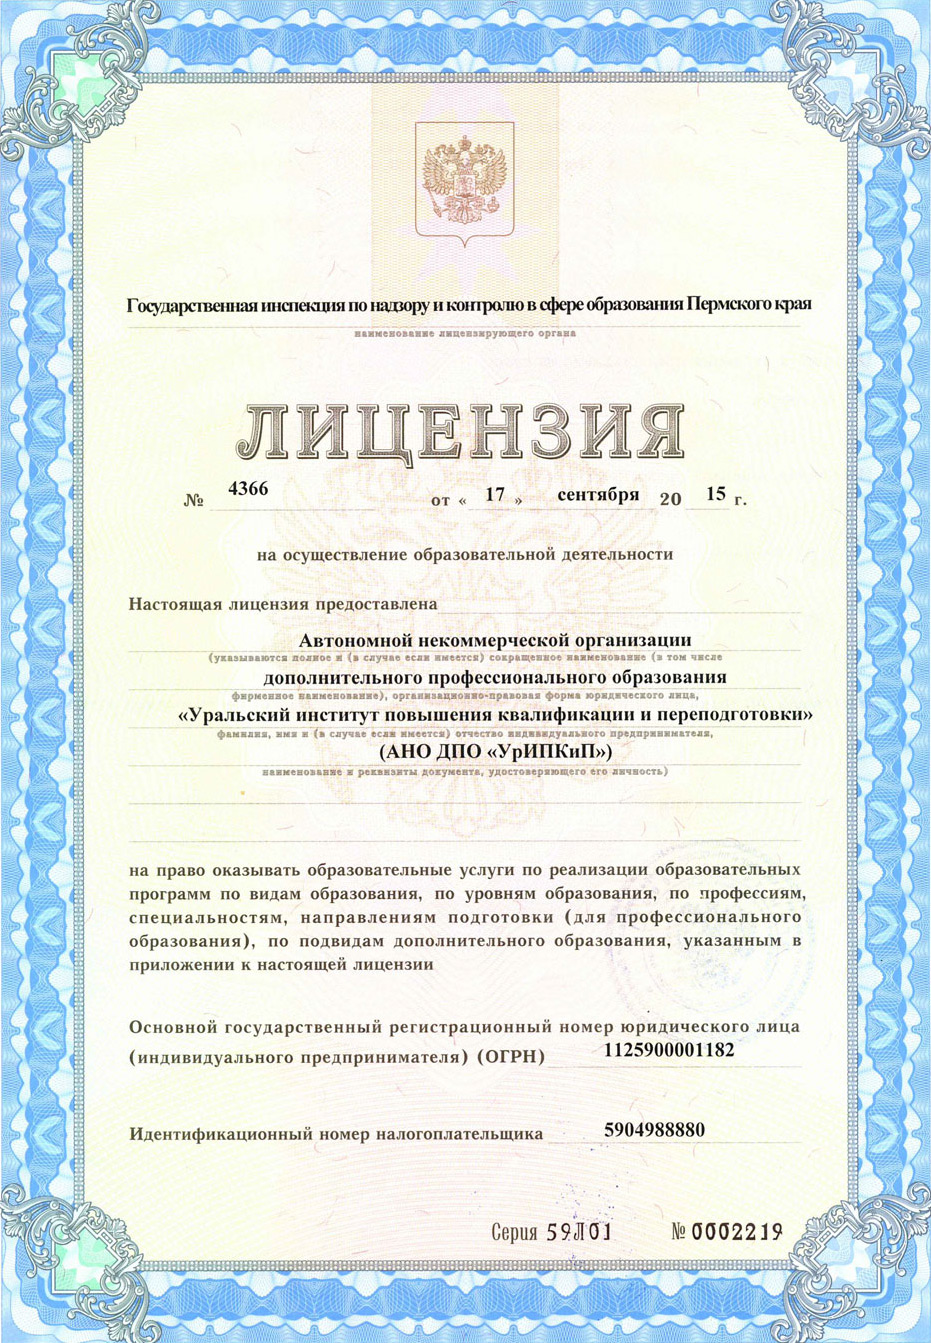 Государственная инспекция по надзору и контролю в сфере образования Пермского края
наименование лицензирующего органа
ЛИЦЕНЗИЯ
№ 4366 от « 17 » сентября 20 15 г.
на осуществление образовательной деятельности
Настоящая лицензия предоставлена
Автономной некоммерческой организации
(указываются полное и (в случае если имеется) сокращенное наименование (в том числе
дополнительного профессионального образования
фирменное наименование), организационно-правовая форма юридического лица,
«Уральский институт повышения квалификации и переподготовки»
фамилия, имя и (в случае если имеется) отчество индивидуального предпринимателя,
(АНО ДПО «УрИПКиП»)
наименование и реквизиты документа, удостоверяющего его личность)
на право оказывать образовательные услуги по реализации образовательных
программ по видам образования, по уровням образования, по профессиям,
специальностям, направлениям подготовки (для профессионального
образования), по подвидам дополнительного образования, указанным в
приложении к настоящей лицензии
Основной государственный регистрационный номер юридического лица
(индивидуального предпринимателя) (ОГРН) 1125900001182
Идентификационный номер налогоплательщика 5904988880
Серия 59Л01 № 0002219